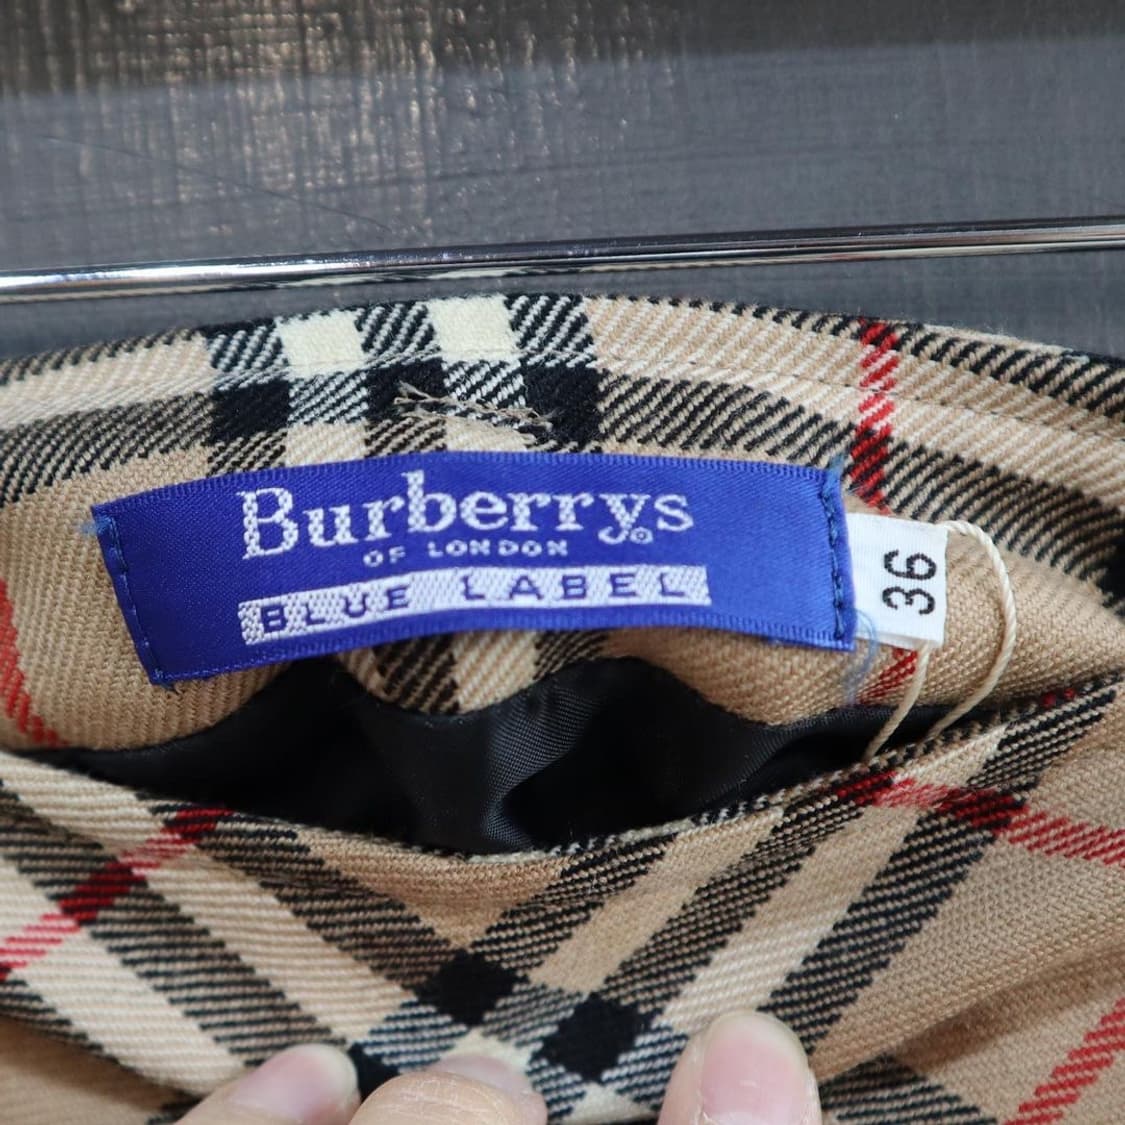 Burberrys®
OF LONDON
BLUE LABEL
36